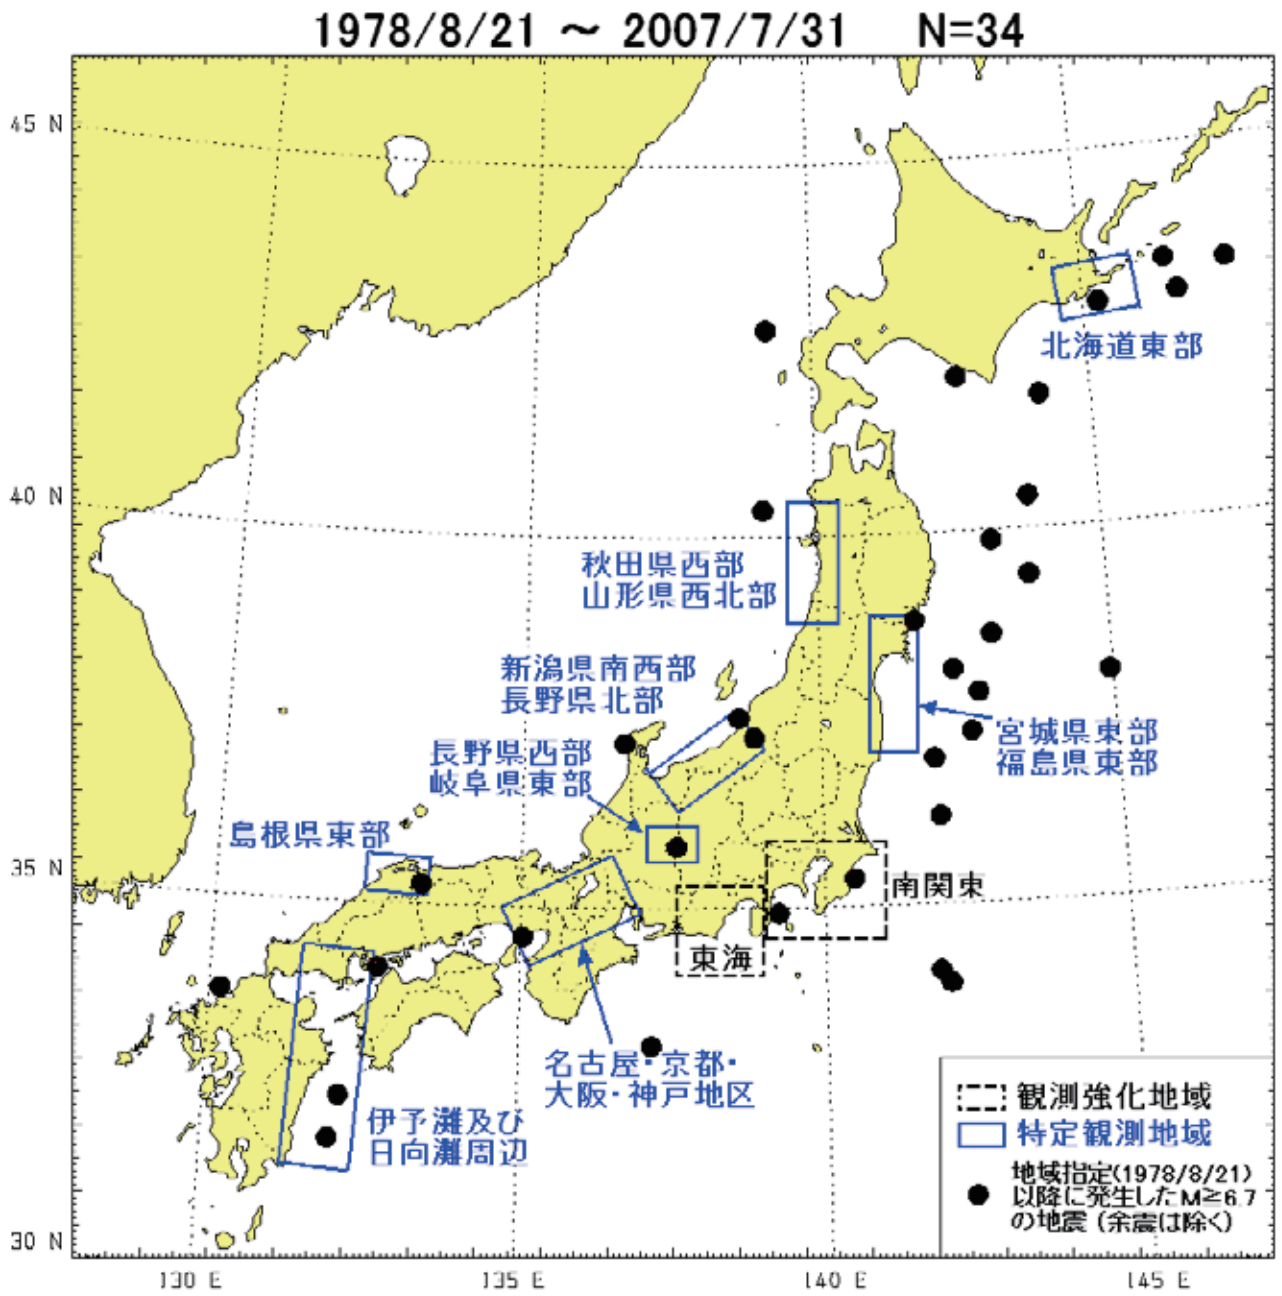 1978/8/21 ～ 2007/7/31 N=34
45 N
北海道東部
40 N
秋田県西部
山形県西北部
新潟県南西部
長野県北部
宮城県東部
福島県東部
長野県西部
岐阜県東部
島根県東部
35 N
南関東
東海
名古屋・京都・
大阪・神戸地区
伊予灘及び
日向灘周辺
観測強化地域
特定観測地域
地域指定(1978/8/21)
以降に発生したM≧6.7
の地震（余震は除く）
30 N
130 E
135 E
140 E
145 E